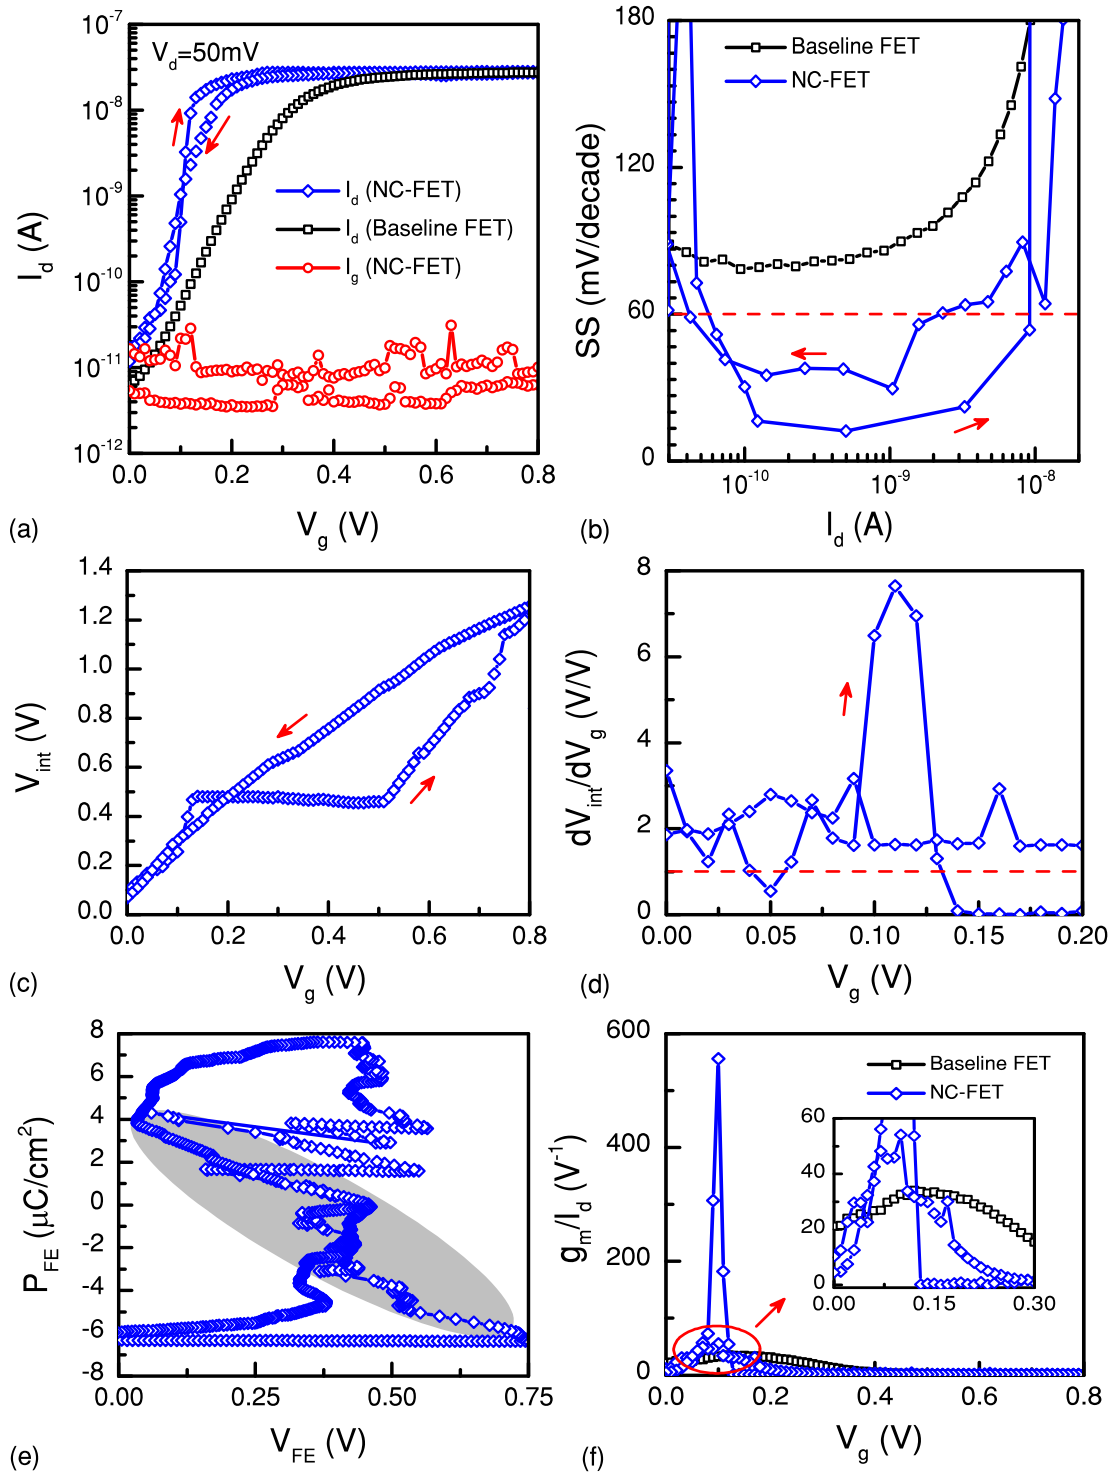 V_d=50mV
10^-7
10^-8
10^-9
10^-10
10^-11
10^-12
I_d (A)
I_d (NC-FET)
I_d (Baseline FET)
I_g (NC-FET)
0.0 0.2 0.4 0.6 0.8
V_g (V)
(a)
180
120
60
0
SS (mV/decade)
Baseline FET
NC-FET
10^-10 10^-9 10^-8
I_d (A)
(b)
1.4
1.2
1.0
0.8
0.6
0.4
0.2
0.0
V_int (V)
0.0 0.2 0.4 0.6 0.8
V_g (V)
(c)
8
6
4
2
0
dV_int/dV_g (V/V)
0.00 0.05 0.10 0.15 0.20
V_g (V)
(d)
8
6
4
2
0
-2
-4
-6
-8
P_FE (μC/cm^2)
0.00 0.25 0.50 0.75
V_FE (V)
(e)
600
400
200
0
g_m/I_d (V^-1)
Baseline FET
NC-FET
60
40
20
0
0.00 0.15 0.30
0.0 0.2 0.4 0.6 0.8
V_g (V)
(f)